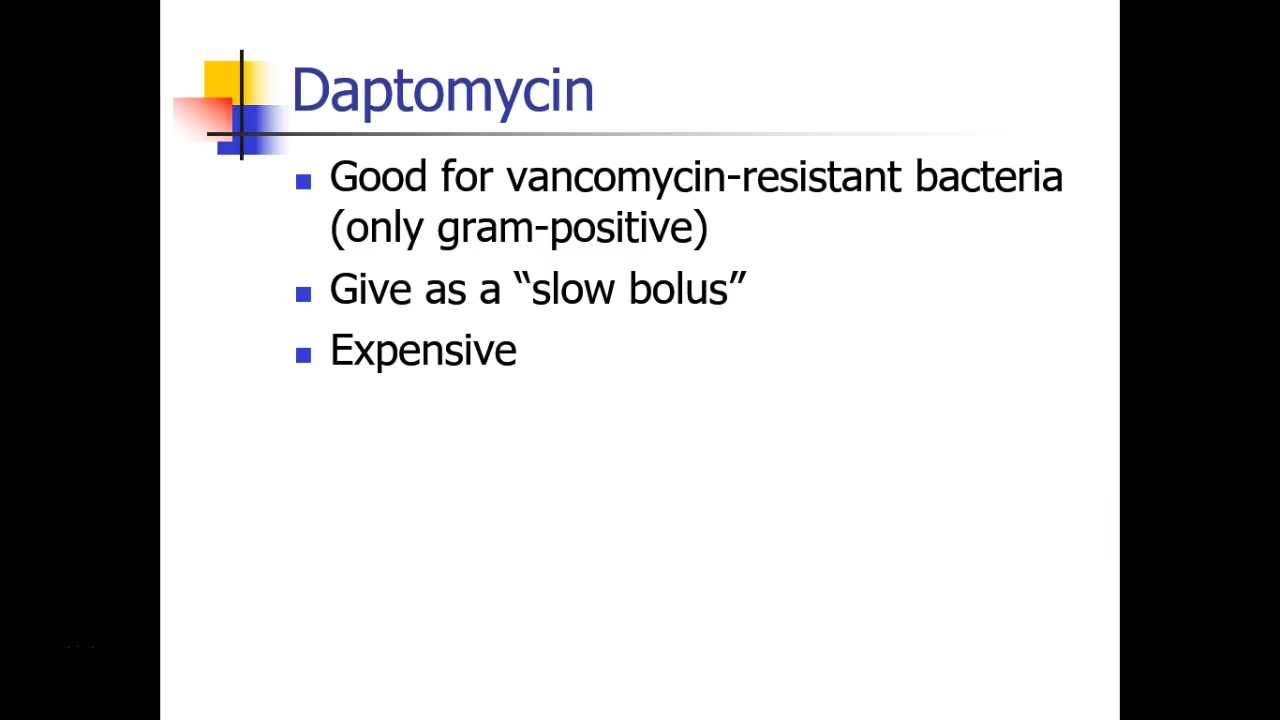 Daptomycin
Good for vancomycin-resistant bacteria
(only gram-positive)
Give as a “slow bolus”
Expensive